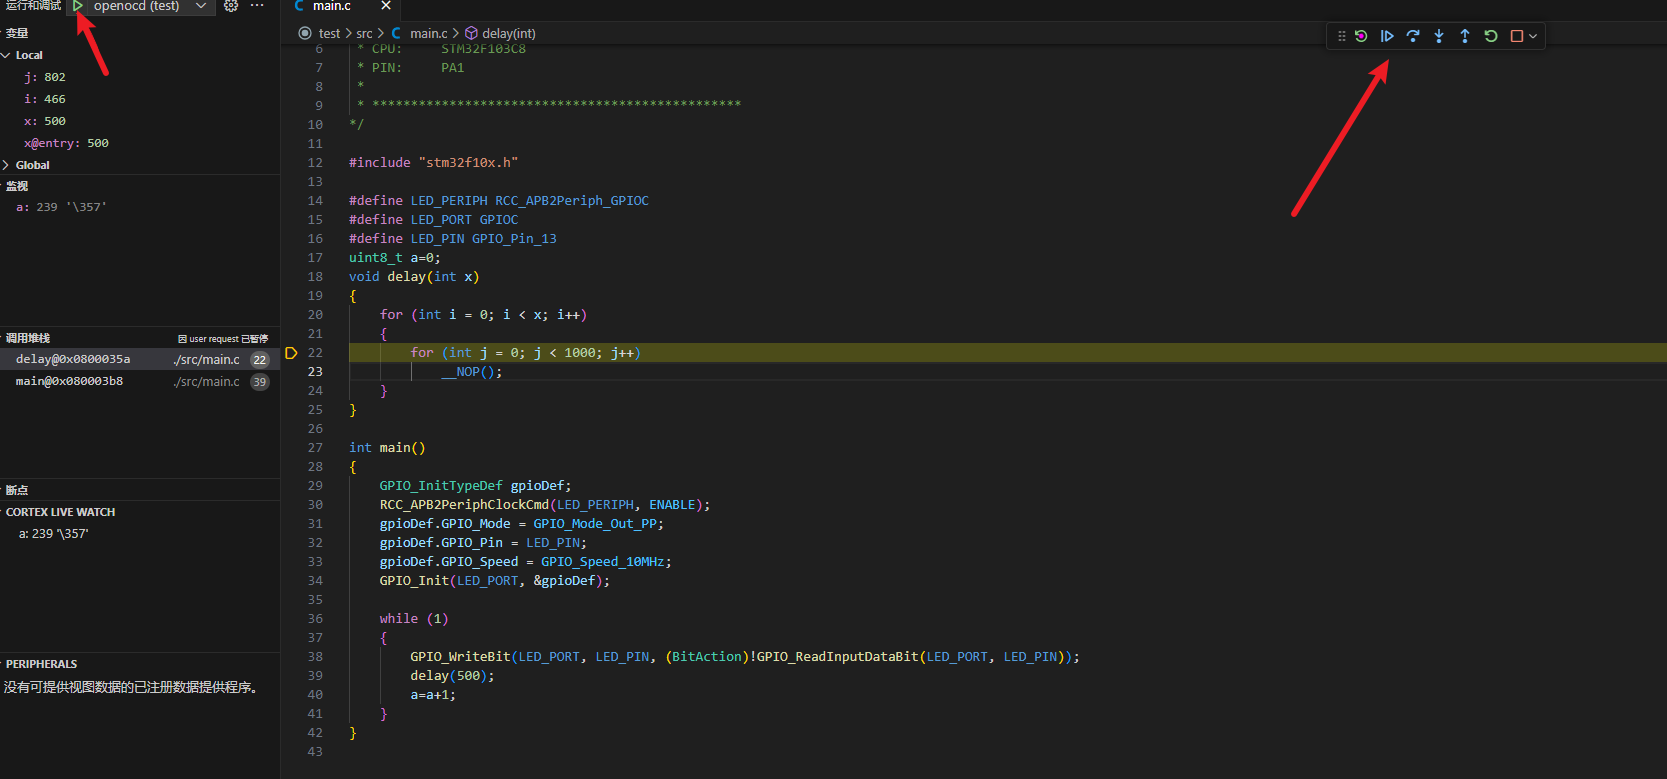 运行和调试 openocd (test)
变量
Local
j: 802
i: 466
x: 500
x@entry: 500
Global
监视
a: 239 '\357'
调用堆栈 因 user request 已暂停
delay@0x0800035a ./src/main.c 22
main@0x080003b8 ./src/main.c 39
断点
CORTEX LIVE WATCH
a: 239 '\357'
PERIPHERALS
没有可提供视图数据的已注册数据提供程序。
C main.c
test > src > C main.c > delay(int)
6 * CPU: STM32F103C8
7 * PIN: PA1
8 *
9 * ************************************************
10 */
11
12 #include "stm32f10x.h"
13
14 #define LED_PERIPH RCC_APB2Periph_GPIOC
15 #define LED_PORT GPIOC
16 #define LED_PIN GPIO_Pin_13
17 uint8_t a=0;
18 void delay(int x)
19 {
20 for (int i = 0; i < x; i++)
21 {
22 for (int j = 0; j < 1000; j++)
23 __NOP();
24 }
25 }
26
27 int main()
28 {
29 GPIO_InitTypeDef gpioDef;
30 RCC_APB2PeriphClockCmd(LED_PERIPH, ENABLE);
31 gpioDef.GPIO_Mode = GPIO_Mode_Out_PP;
32 gpioDef.GPIO_Pin = LED_PIN;
33 gpioDef.GPIO_Speed = GPIO_Speed_10MHz;
34 GPIO_Init(LED_PORT, &gpioDef);
35
36 while (1)
37 {
38 GPIO_WriteBit(LED_PORT, LED_PIN, (BitAction)!GPIO_ReadInputDataBit(LED_PORT, LED_PIN));
39 delay(500);
40 a=a+1;
41 }
42 }
43